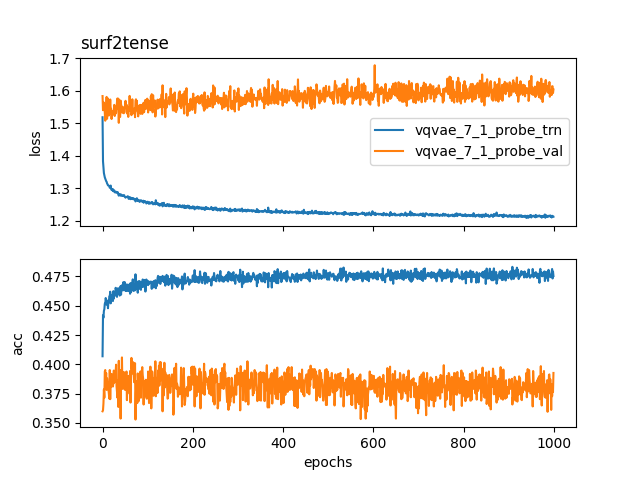 surf2tense
1.7
1.6
1.5
1.4
1.3
1.2
loss
vqvae_7_1_probe_trn
vqvae_7_1_probe_val
0.475
0.450
0.425
0.400
0.375
0.350
acc
0 200 400 600 800 1000
epochs